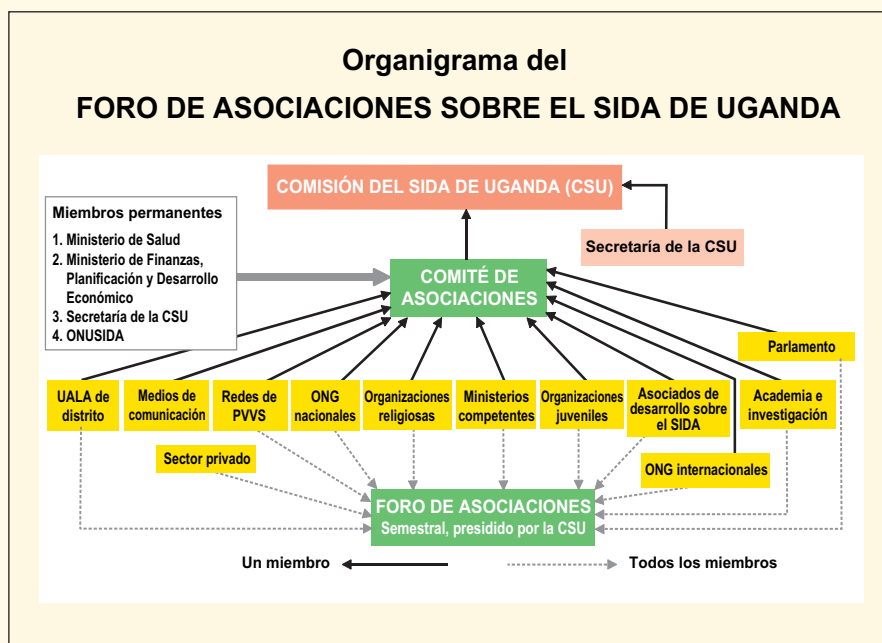 Organigrama del
FORO DE ASOCIACIONES SOBRE EL SIDA DE UGANDA
COMISIÓN DEL SIDA DE UGANDA (CSU)
Miembros permanentes
1. Ministerio de Salud
2. Ministerio de Finanzas,
Planificación y Desarrollo
Económico
3. Secretaría de la CSU
4. ONUSIDA
Secretaría de la CSU
COMITÉ DE
ASOCIACIONES
Parlamento
UALA de
distrito
Medios de
comunicación
Redes de
PVVS
ONG
nacionales
Organizaciones
religiosas
Ministerios
competentes
Organizaciones
juveniles
Asociados de
desarrollo sobre
el SIDA
Academia e
investigación
Sector privado
ONG internacionales
FORO DE ASOCIACIONES
Semestral, presidido por la CSU
Un miembro
Todos los miembros